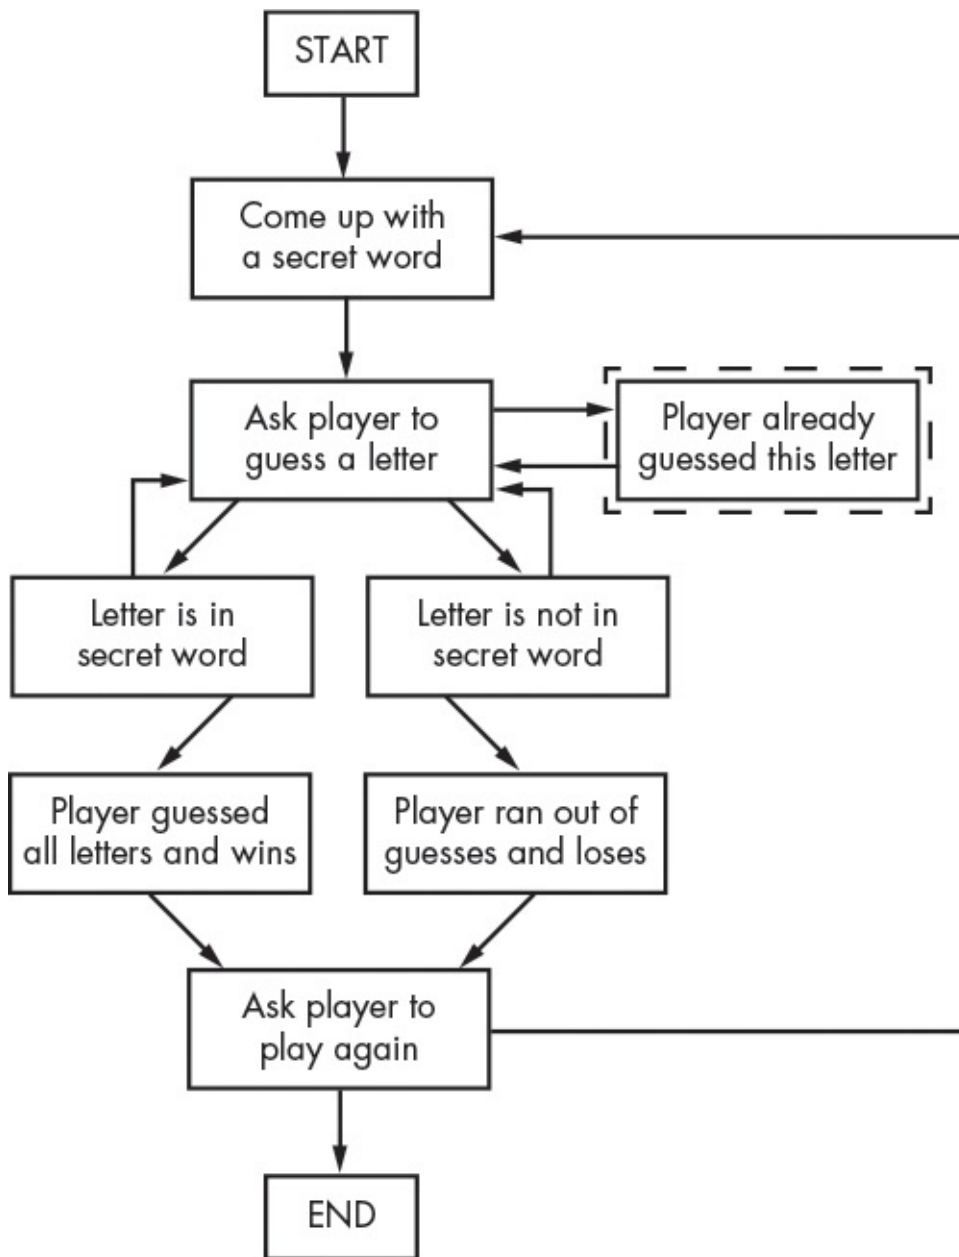 START
Come up with
a secret word
Ask player to
guess a letter
Player already
guessed this letter
Letter is in
secret word
Letter is not in
secret word
Player guessed
all letters and wins
Player ran out of
guesses and loses
Ask player to
play again
END